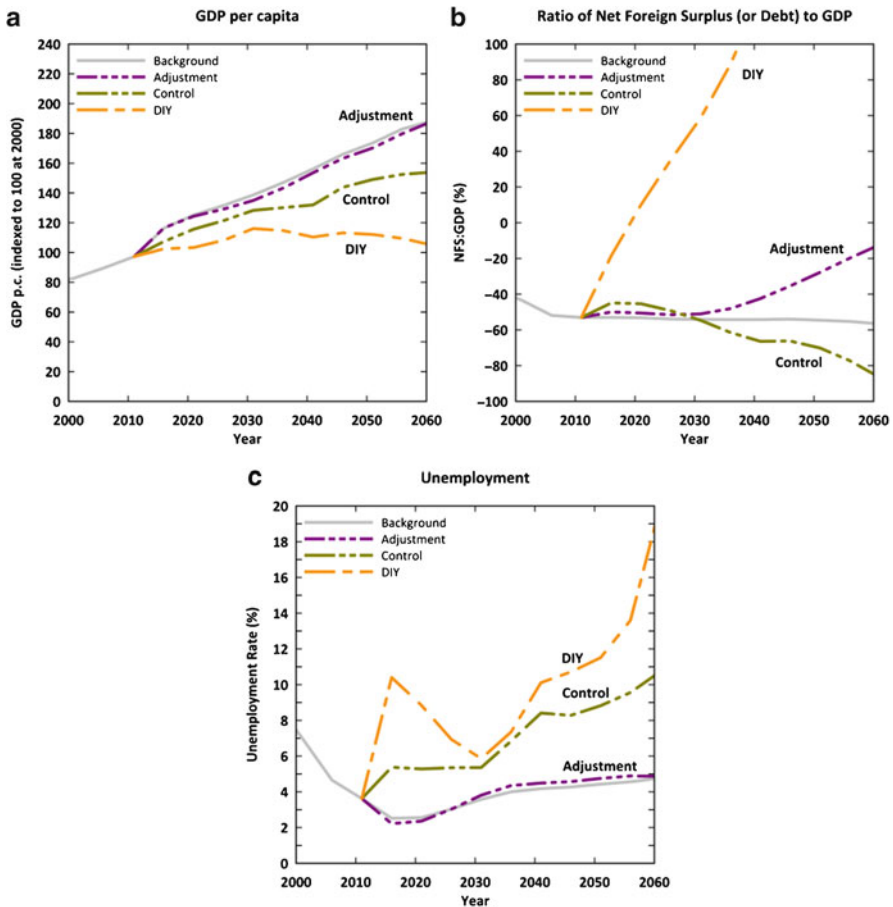 a
GDP per capita
240
220
200
180
160
140
120
100
80
60
40
20
0
GDP p.c. (indexed to 100 at 2000)
Background
Adjustment
Control
DIY
Adjustment
Control
DIY
2000 2010 2020 2030 2040 2050 2060
Year
b
Ratio of Net Foreign Surplus (or Debt) to GDP
100
80
60
40
20
0
−20
−40
−60
−80
−100
NFS:GDP (%)
Background
Adjustment
Control
DIY
DIY
Adjustment
Control
2000 2010 2020 2030 2040 2050 2060
Year
c
Unemployment
20
18
16
14
12
10
8
6
4
2
0
Unemployment Rate (%)
Background
Adjustment
Control
DIY
DIY
Control
Adjustment
2000 2010 2020 2030 2040 2050 2060
Year